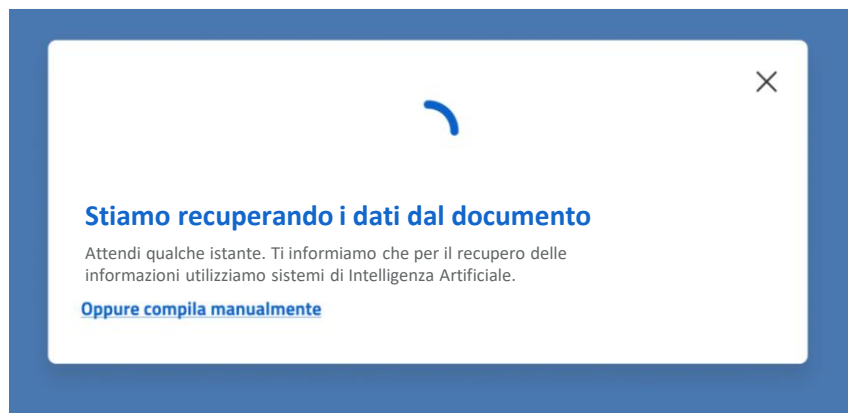 Stiamo recuperando i dati dal documento
Attendi qualche istante. Ti informiamo che per il recupero delle
informazioni utilizziamo sistemi di Intelligenza Artificiale.
Oppure compila manualmente